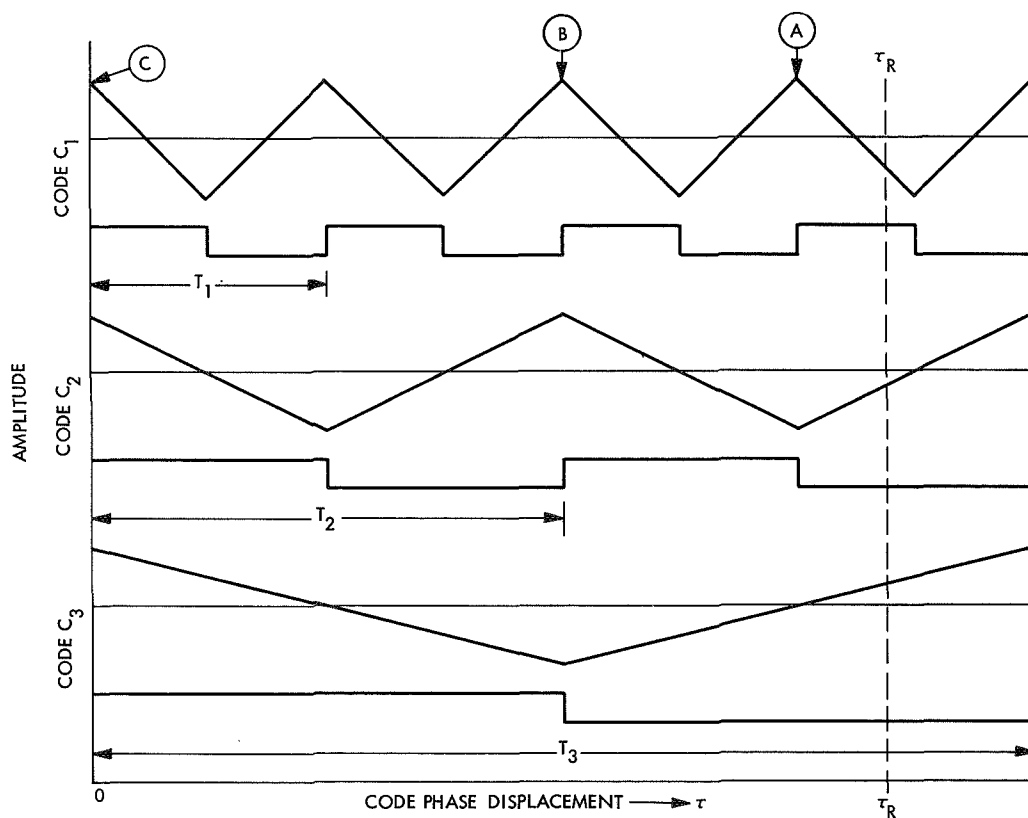 C
B
A
τR
CODE C1
T1
AMPLITUDE
CODE C2
T2
CODE C3
T3
0
CODE PHASE DISPLACEMENT → τ
τR